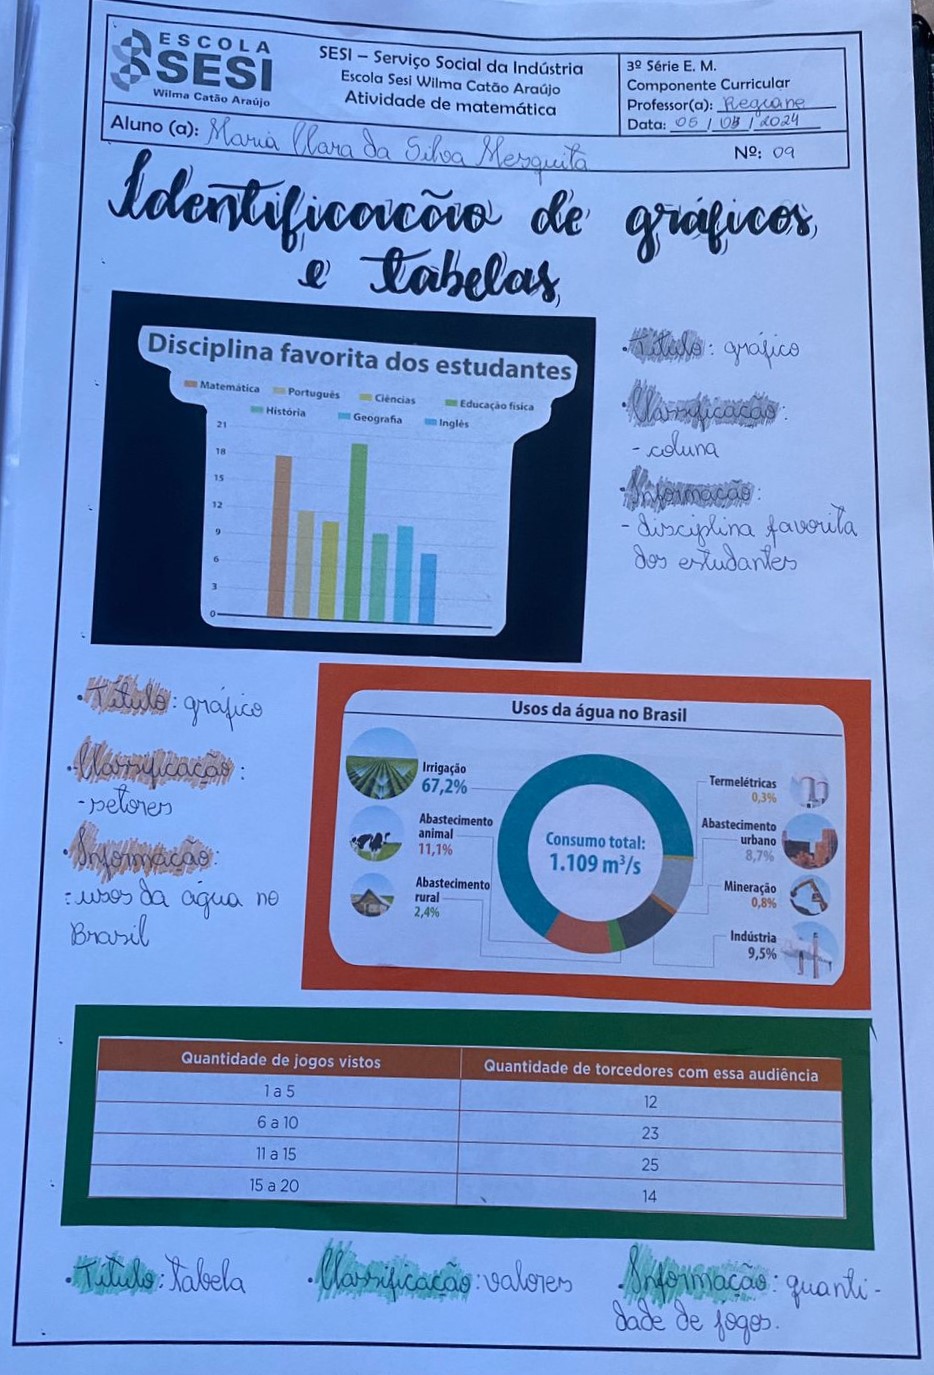 ESCOLA
SESI
Wilma Catão Araújo
SESI – Serviço Social da Indústria
Escola Sesi Wilma Catão Araújo
Atividade de matemática
3º Série E. M.
Componente Curricular
Professor(a): Regiane
Data: 06 / 03 / 2024
Aluno (a): Maria Clara da Silva Mesquita
Nº: 09
Identificacão de gráficos
e tabelas
Disciplina favorita dos estudantes
Matemática Português Ciências Educação física
História Geografia Inglês
21
18
15
12
9
6
3
0
• Título: gráfico
• Classificação:
- coluna
• Informação:
- disciplina favorita
dos estudantes
• Título: gráfico
• Classificação:
- setores
• Informação:
- usos da água no
Brasil
Usos da água no Brasil
Irrigação
67,2%
Abastecimento
animal
11,1%
Abastecimento
rural
2,4%
Consumo total:
1.109 m³/s
Termelétricas
0,3%
Abastecimento
urbano
8,7%
Mineração
0,8%
Indústria
9,5%
Quantidade de jogos vistos Quantidade de torcedores com essa audiência
1 a 5 12
6 a 10 23
11 a 15 25
15 a 20 14
• Título: tabela
• Classificação: valores
• Informação: quanti-
dade de jogos.